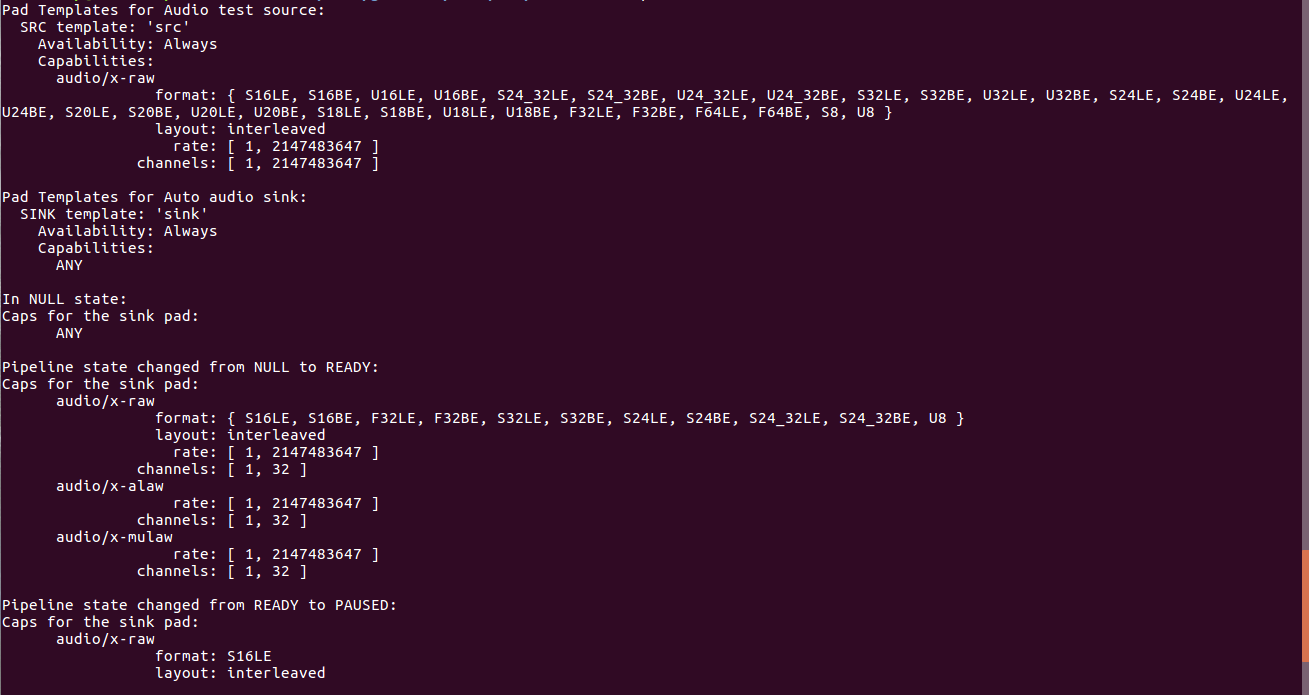 Pad Templates for Audio test source:
SRC template: 'src'
Availability: Always
Capabilities:
audio/x-raw
format: { S16LE, S16BE, U16LE, U16BE, S24_32LE, S24_32BE, U24_32LE, U24_32BE, S32LE, S32BE, U32LE, U32BE, S24LE, S24BE, U24LE,
U24BE, S20LE, S20BE, U20LE, U20BE, S18LE, S18BE, U18LE, U18BE, F32LE, F32BE, F64LE, F64BE, S8, U8 }
layout: interleaved
rate: [ 1, 2147483647 ]
channels: [ 1, 2147483647 ]
Pad Templates for Auto audio sink:
SINK template: 'sink'
Availability: Always
Capabilities:
ANY
In NULL state:
Caps for the sink pad:
ANY
Pipeline state changed from NULL to READY:
Caps for the sink pad:
audio/x-raw
format: { S16LE, S16BE, F32LE, F32BE, S32LE, S32BE, S24LE, S24BE, S24_32LE, S24_32BE, U8 }
layout: interleaved
rate: [ 1, 2147483647 ]
channels: [ 1, 32 ]
audio/x-alaw
rate: [ 1, 2147483647 ]
channels: [ 1, 32 ]
audio/x-mulaw
rate: [ 1, 2147483647 ]
channels: [ 1, 32 ]
Pipeline state changed from READY to PAUSED:
Caps for the sink pad:
audio/x-raw
format: S16LE
layout: interleaved